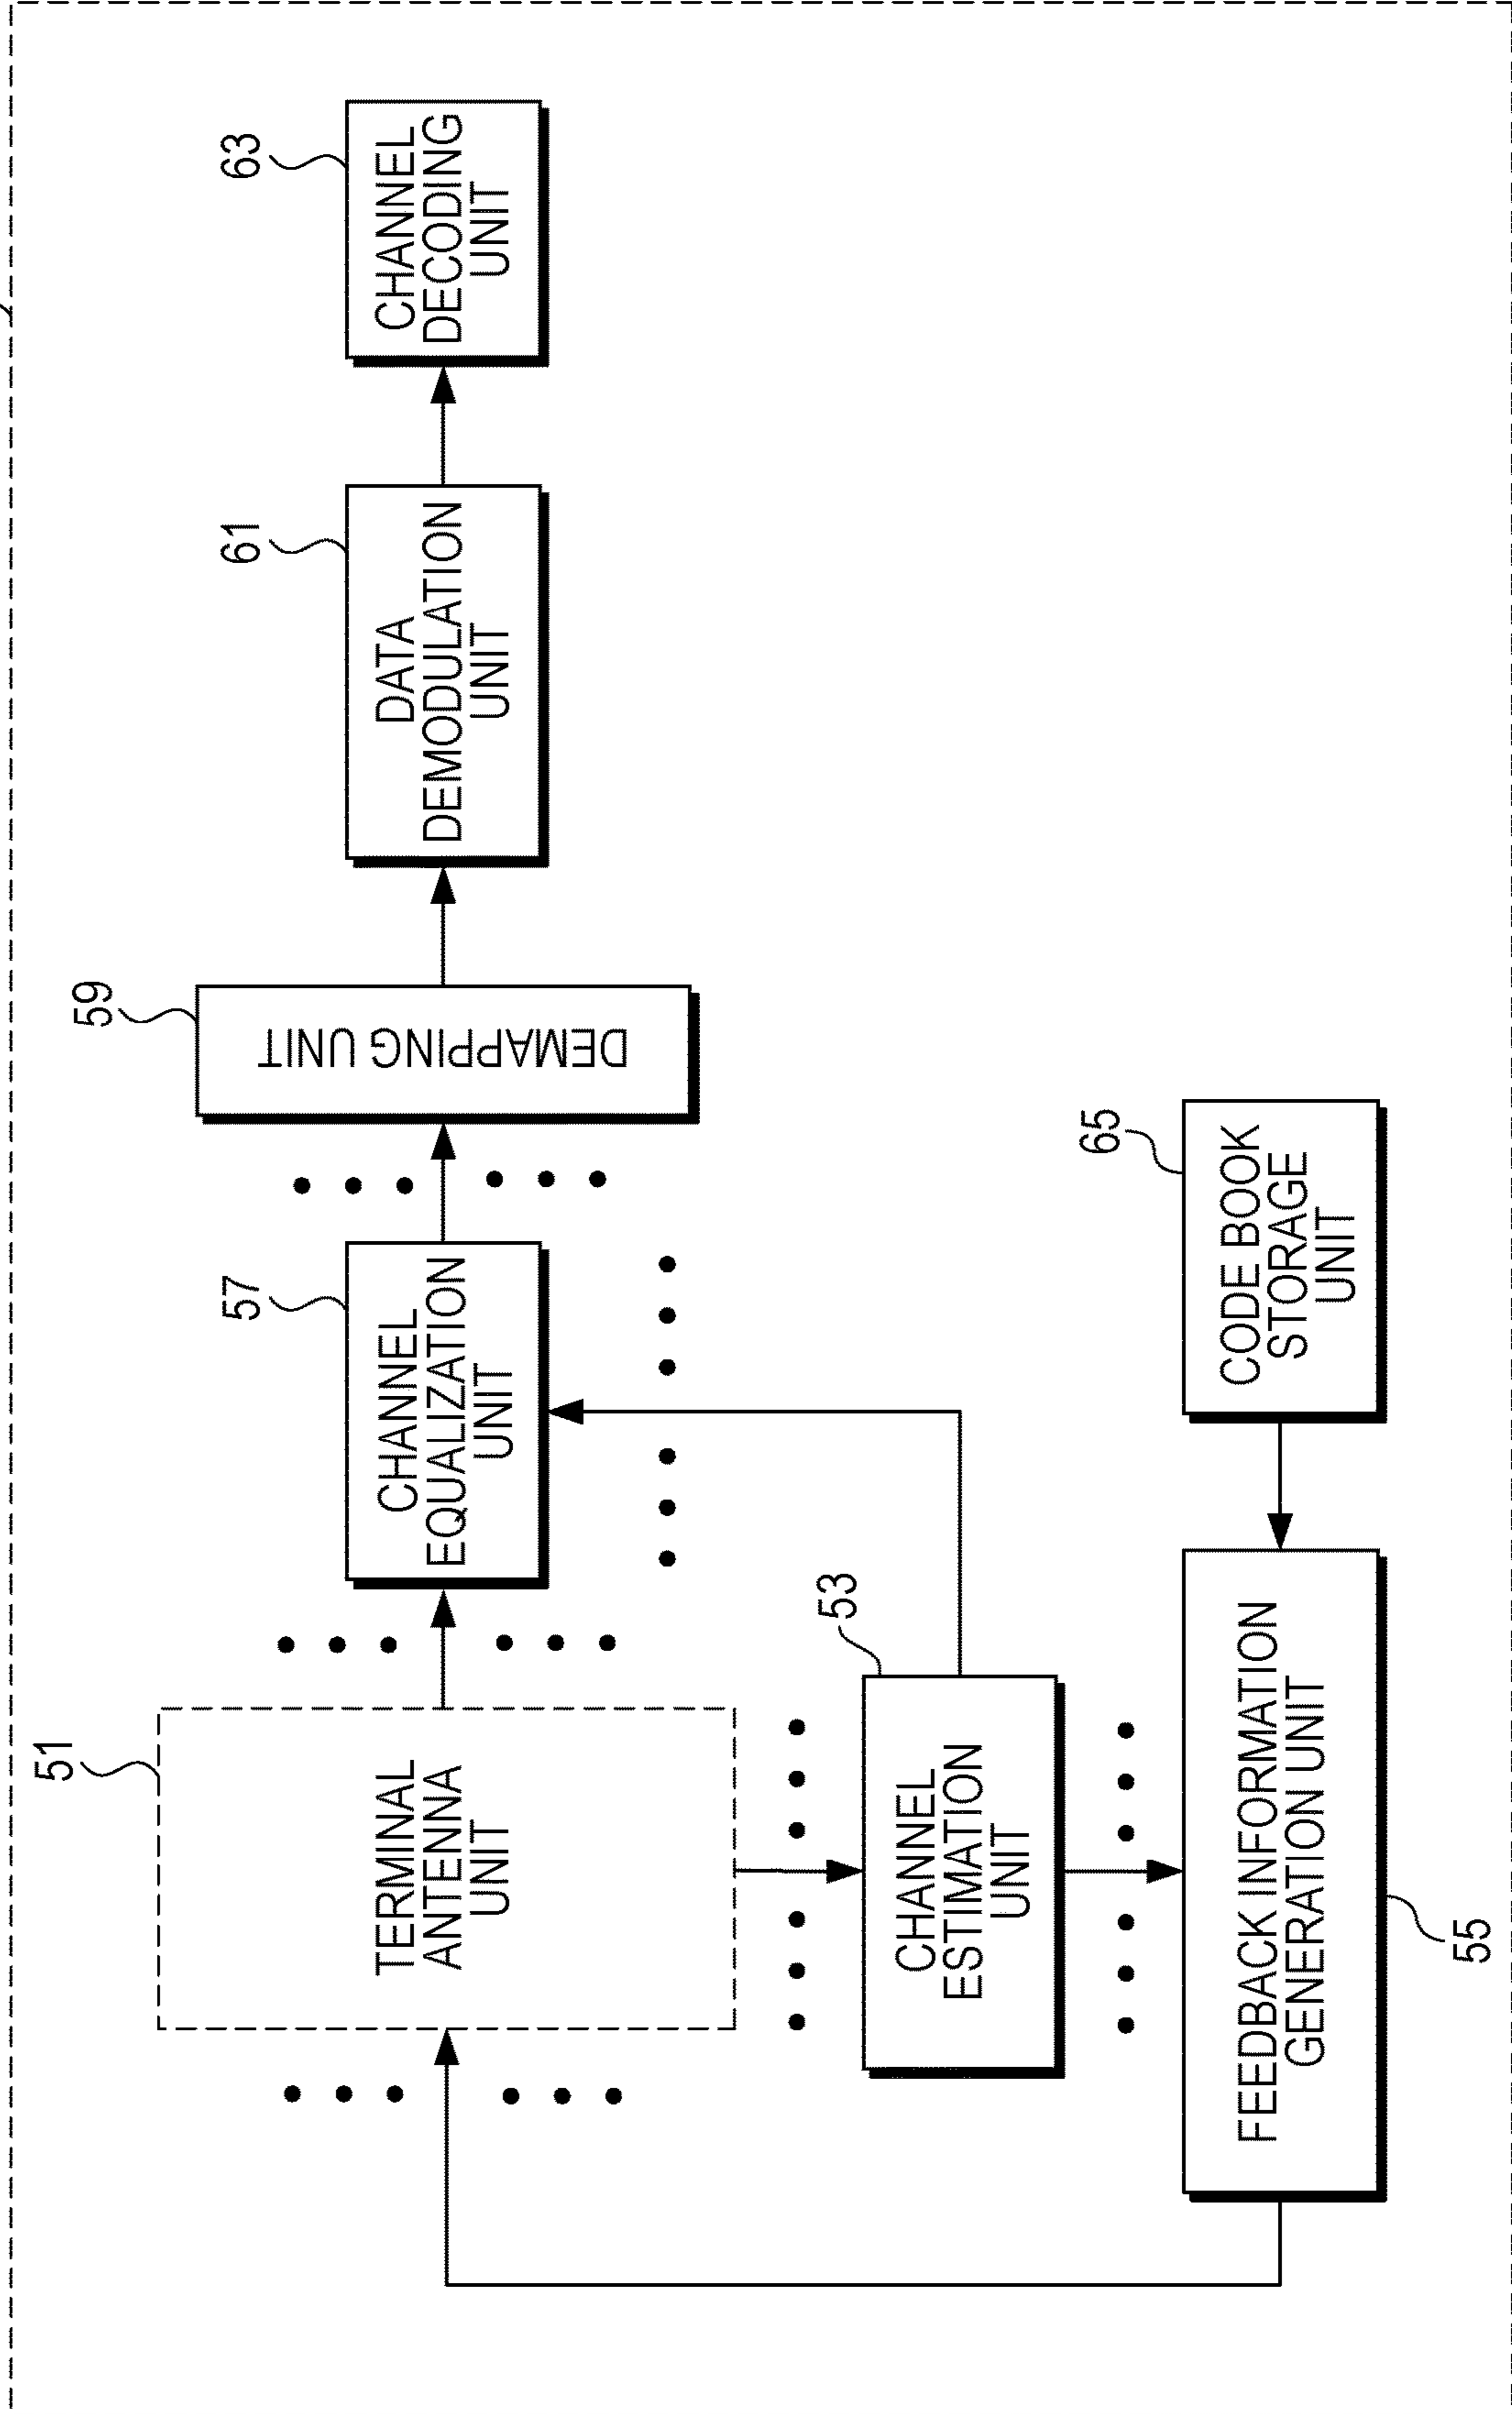 51
TERMINAL
ANTENNA
UNIT
57
CHANNEL
EQUALIZATION
UNIT
59
DEMAPPING UNIT
61
DATA
DEMODULATION
UNIT
63
CHANNEL
DECODING
UNIT
53
CHANNEL
ESTIMATION
UNIT
65
CODE BOOK
STORAGE
UNIT
FEEDBACK INFORMATION
GENERATION UNIT
55